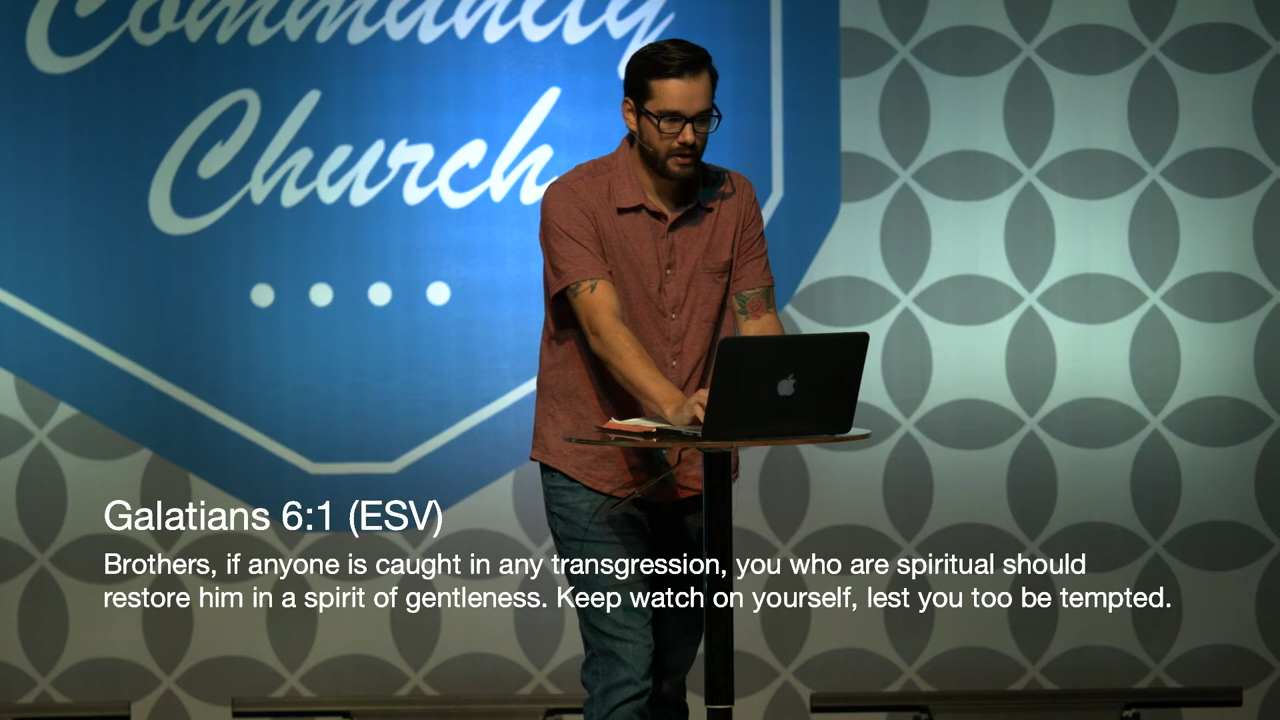 Community
Church
Galatians 6:1 (ESV)
Brothers, if anyone is caught in any transgression, you who are spiritual should
restore him in a spirit of gentleness. Keep watch on yourself, lest you too be tempted.